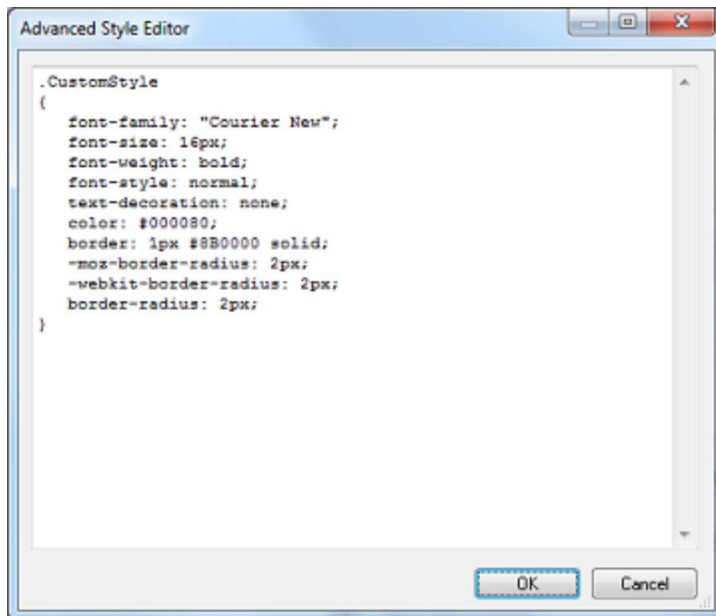 Advanced Style Editor
.CustomStyle
{
font-family: "Courier New";
font-size: 16px;
font-weight: bold;
font-style: normal;
text-decoration: none;
color: #000080;
border: 1px #8B0000 solid;
-moz-border-radius: 2px;
-webkit-border-radius: 2px;
border-radius: 2px;
}
OK
Cancel